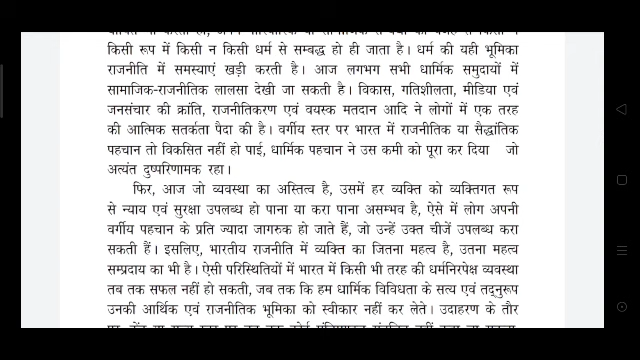 किसी रूप में किसी न किसी धर्म से सम्बद्ध हो ही जाता है। धर्म की यही भूमिका
राजनीति में समस्याएं खड़ी करती है। आज लगभग सभी धार्मिक समुदायों में
सामाजिक-राजनीतिक लालसा देखी जा सकती है। विकास, गतिशीलता, मीडिया एवं
जनसंचार की क्रांति, राजनीतिकरण एवं वयस्क मतदान आदि ने लोगों में एक तरह
की आत्मिक सतर्कता पैदा की है। वर्गीय स्तर पर भारत में राजनीतिक या सैद्धांतिक
पहचान तो विकसित नहीं हो पाई, धार्मिक पहचान ने उस कमी को पूरा कर दिया जो
अत्यंत दुष्परिणामक रहा।
फिर, आज जो व्यवस्था का अस्तित्व है, उसमें हर व्यक्ति को व्यक्तिगत रूप
से न्याय एवं सुरक्षा उपलब्ध हो पाना या करा पाना असम्भव है, ऐसे में लोग अपनी
वर्गीय पहचान के प्रति ज्यादा जागरुक हो जाते हैं, जो उन्हें उक्त चीजें उपलब्ध करा
सकती हैं। इसलिए, भारतीय राजनीति में व्यक्ति का जितना महत्व है, उतना महत्व
सम्प्रदाय का भी है। ऐसी परिस्थितियों में भारत में किसी भी तरह की धर्मनिरपेक्ष व्यवस्था
तब तक सफल नहीं हो सकती, जब तक कि हम धार्मिक विविधता के सत्य एवं तद्नुरूप
उनकी आर्थिक एवं राजनीतिक भूमिका को स्वीकार नहीं कर लेते। उदाहरण के तौर